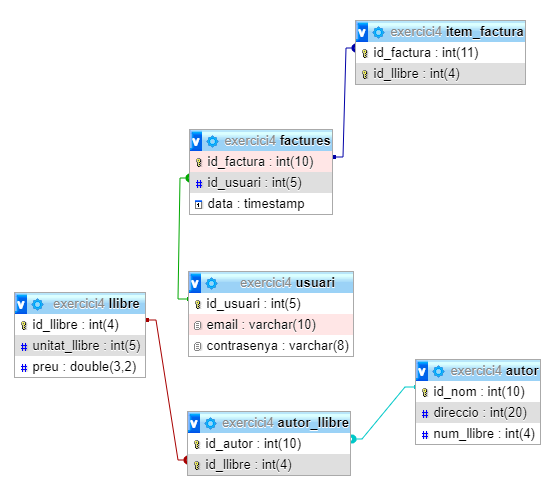 exercici4 item_factura
id_factura : int(11)
id_llibre : int(4)
exercici4 factures
id_factura : int(10)
id_usuari : int(5)
data : timestamp
exercici4 usuari
id_usuari : int(5)
email : varchar(10)
contrasenya : varchar(8)
exercici4 llibre
id_llibre : int(4)
unitat_llibre : int(5)
preu : double(3,2)
exercici4 autor
id_nom : int(10)
direccio : int(20)
num_llibre : int(4)
exercici4 autor_llibre
id_autor : int(10)
id_llibre : int(4)